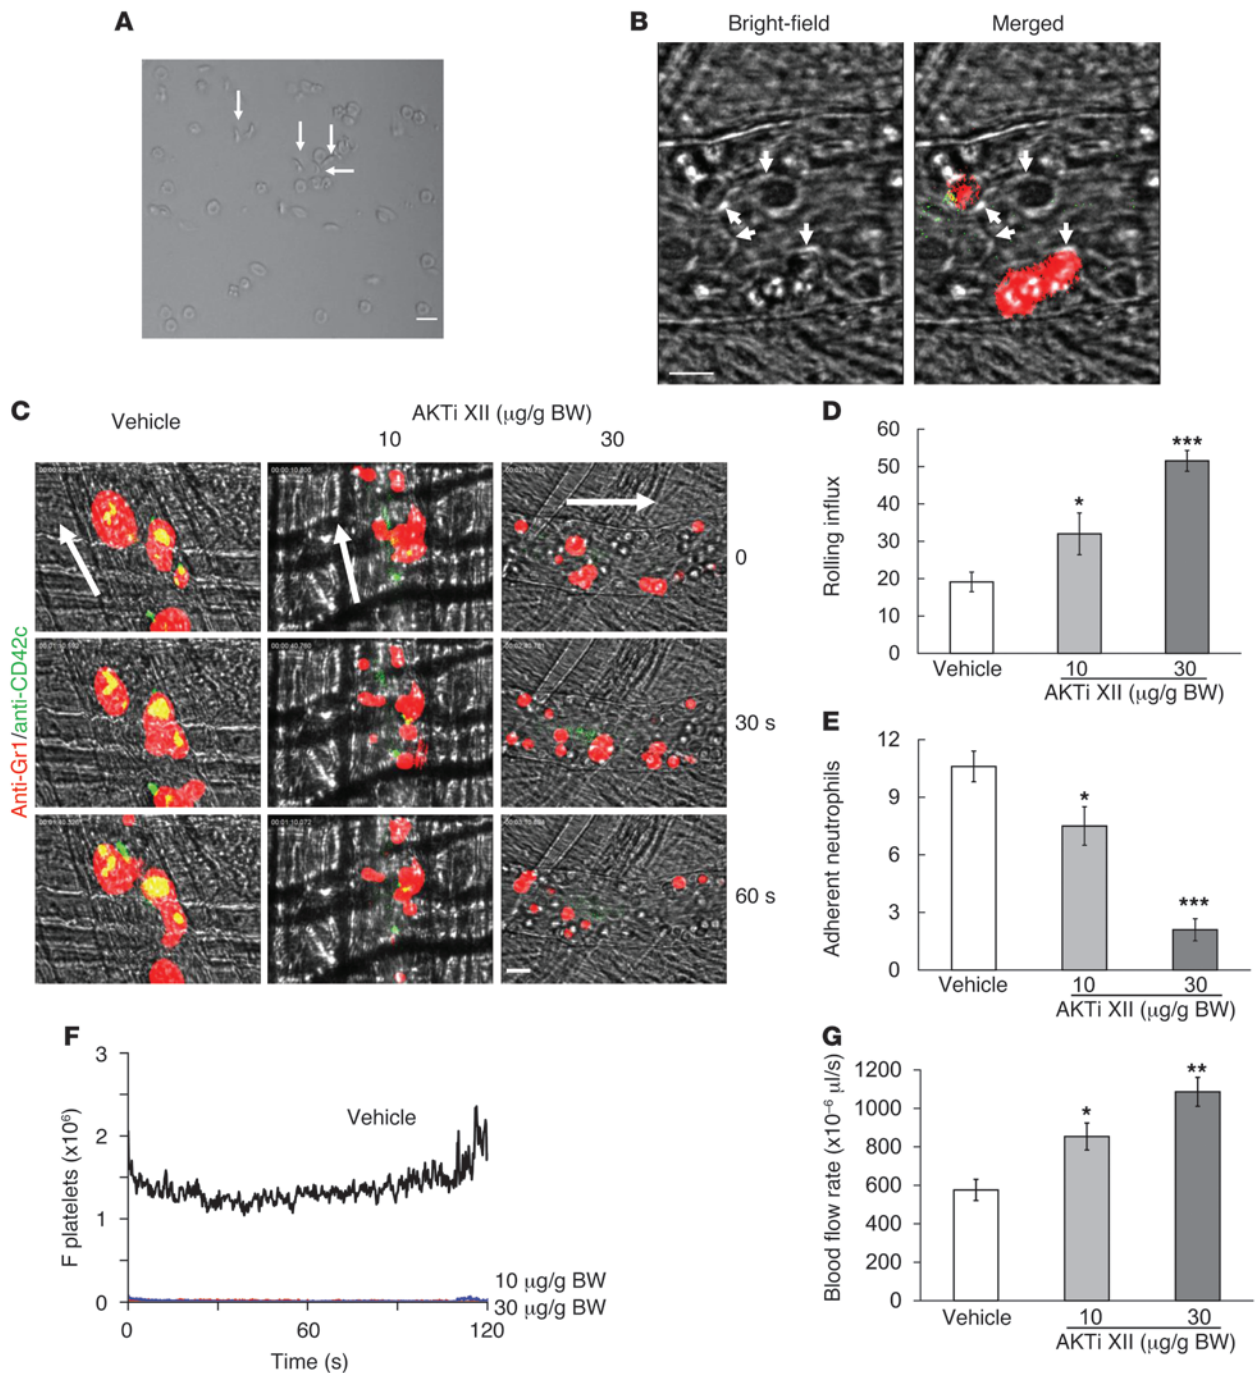 A
B
Bright-field
Merged
C
Vehicle
AKTi XII (μg/g BW)
10
30
Anti-Gr1/anti-CD42c
0
30 s
60 s
D
Rolling influx
60
50
40
30
20
10
0
*
***
Vehicle
10
30
AKTi XII (μg/g BW)
E
Adherent neutrophils
12
9
6
3
0
*
***
Vehicle
10
30
AKTi XII (μg/g BW)
F
F platelets (x10⁶)
3
2
1
0
Vehicle
10 μg/g BW
30 μg/g BW
0
60
120
Time (s)
G
Blood flow rate (x10⁻⁶ μl/s)
1200
1000
800
600
400
200
0
*
**
Vehicle
10
30
AKTi XII (μg/g BW)